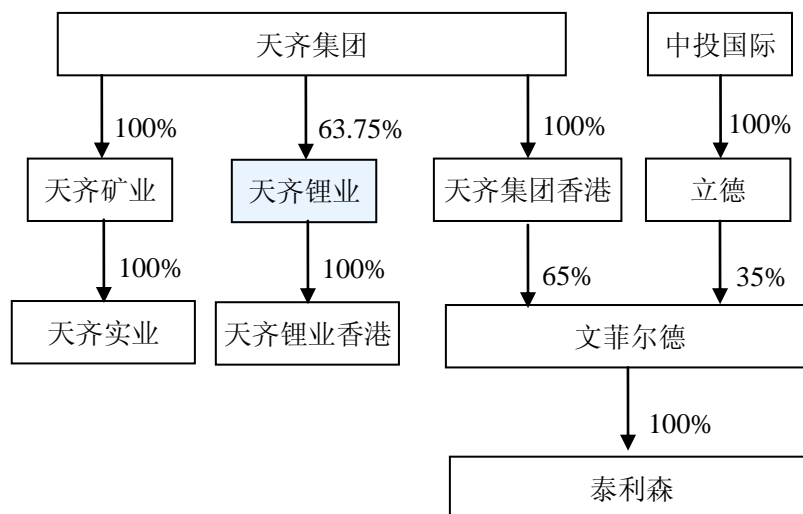 天齐集团
中投国际
100%
63.75%
100%
100%
天齐矿业
天齐锂业
天齐集团香港
立德
100%
100%
65%
35%
天齐实业
天齐锂业香港
文菲尔德
100%
泰利森